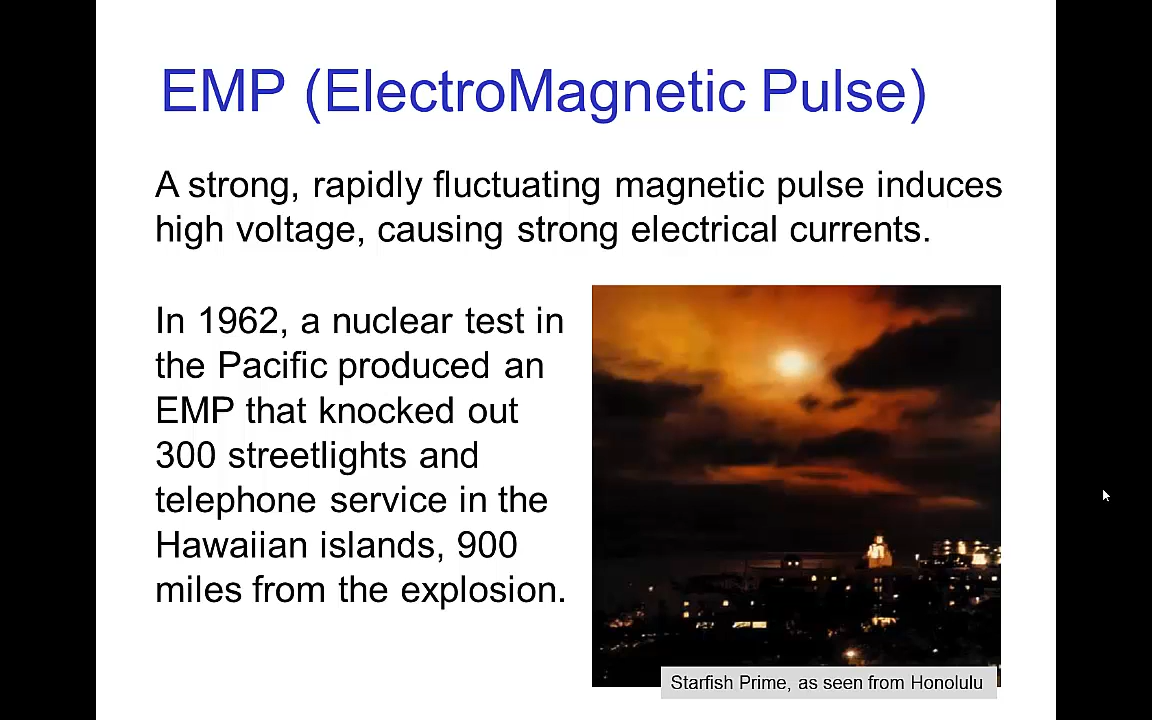 EMP (ElectroMagnetic Pulse)
A strong, rapidly fluctuating magnetic pulse induces
high voltage, causing strong electrical currents.
In 1962, a nuclear test in
the Pacific produced an
EMP that knocked out
300 streetlights and
telephone service in the
Hawaiian islands, 900
miles from the explosion.
Starfish Prime, as seen from Honolulu